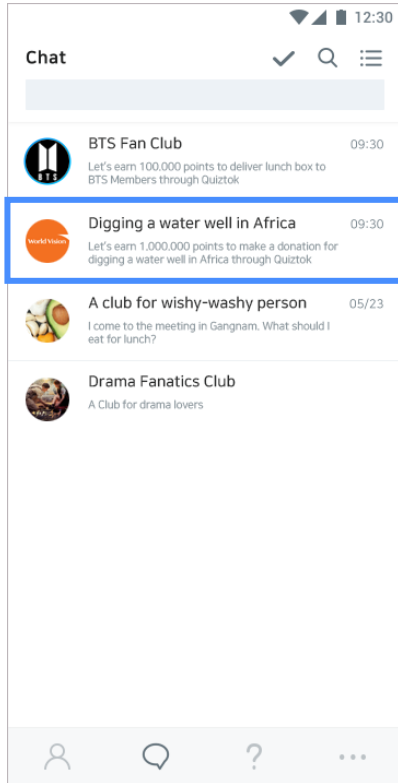 12:30
Chat
BTS Fan Club
09:30
Let's earn 100,000 points to deliver lunch box to
BTS Members through Quiztok
BTS
Digging a water well in Africa
09:30
World Vision
Let's earn 1,000,000 points to make a donation for
digging a water well in Africa through Quiztok
A club for wishy-washy person
05/23
I come to the meeting in Gangnam. What should I
eat for lunch?
Drama Fanatics Club
A Club for drama lovers